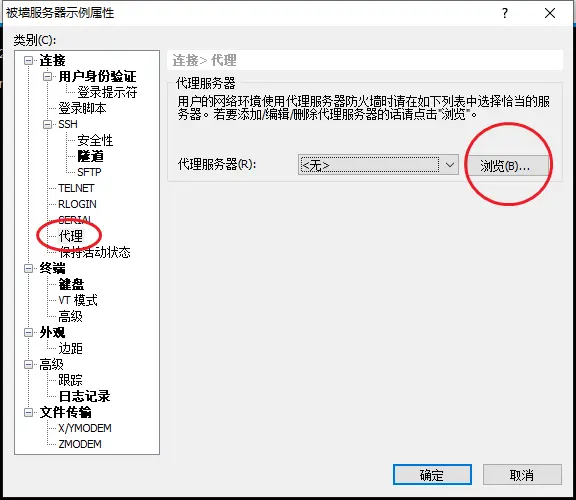 被墙服务器示例属性
类别(C):
连接
用户身份验证
登录提示符
登录脚本
SSH
安全性
隧道
SFTP
TELNET
RLOGIN
SERIAL
代理
保持活动状态
终端
键盘
VT 模式
高级
外观
边距
高级
跟踪
日志记录
文件传输
X/YMODEM
ZMODEM
连接> 代理
代理服务器
用户的网络环境使用代理服务器防火墙时请在如下列表中选择恰当的服
务器。若要添加/编辑/删除代理服务器的话请点击"浏览"。
代理服务器(R):
<无>
浏览(B)...
确定
取消